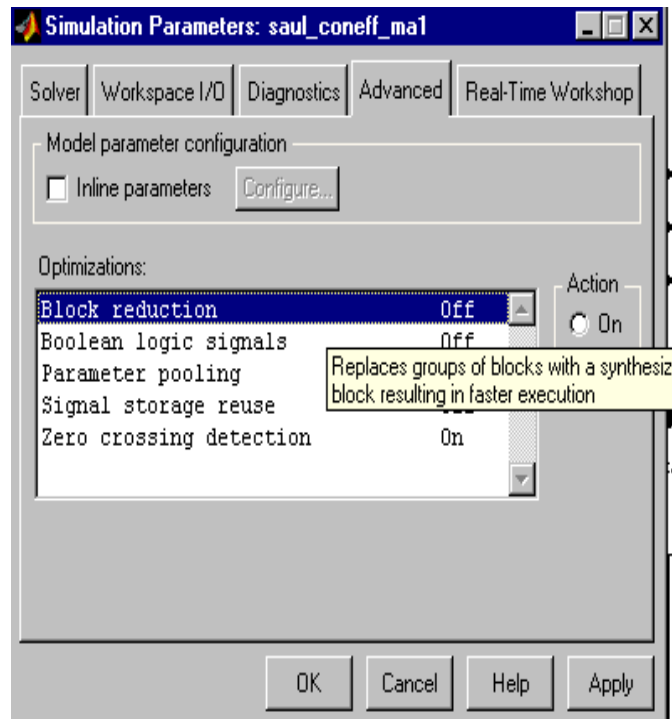 Simulation Parameters: saul_coneff_ma1
Solver Workspace I/O Diagnostics Advanced Real-Time Workshop
Model parameter configuration
Inline parameters Configure...
Optimizations:
Action
Block reduction Off
On
Boolean logic signals Off
Parameter pooling
Replaces groups of blocks with a synthesiz
block resulting in faster execution
Signal storage reuse
Zero crossing detection On
OK Cancel Help Apply